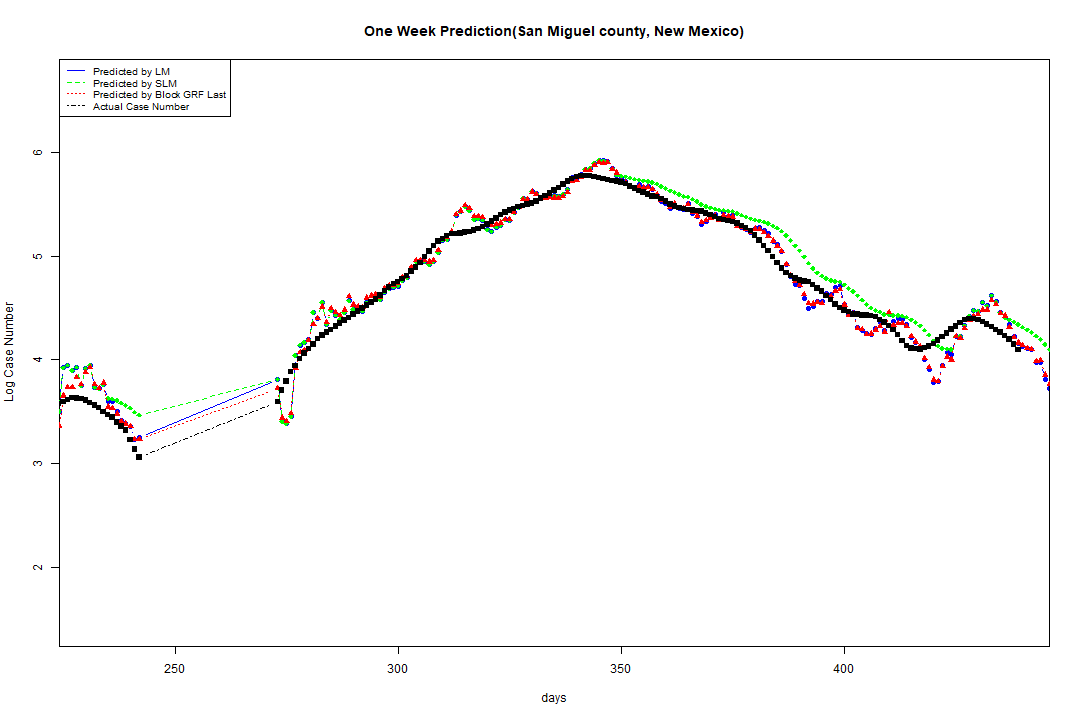 One Week Prediction(San Miguel county, New Mexico)
Predicted by LM
Predicted by SLM
Predicted by Block GRF Last
Actual Case Number
Log Case Number
6
5
4
3
2
250 300 350 400
days